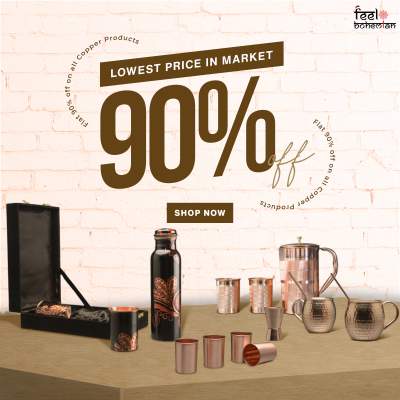 feel
bohemian
Flat 90% off on all Copper Products
LOWEST PRICE IN MARKET
90%
off
Flat 90% off on all Copper products
SHOP NOW